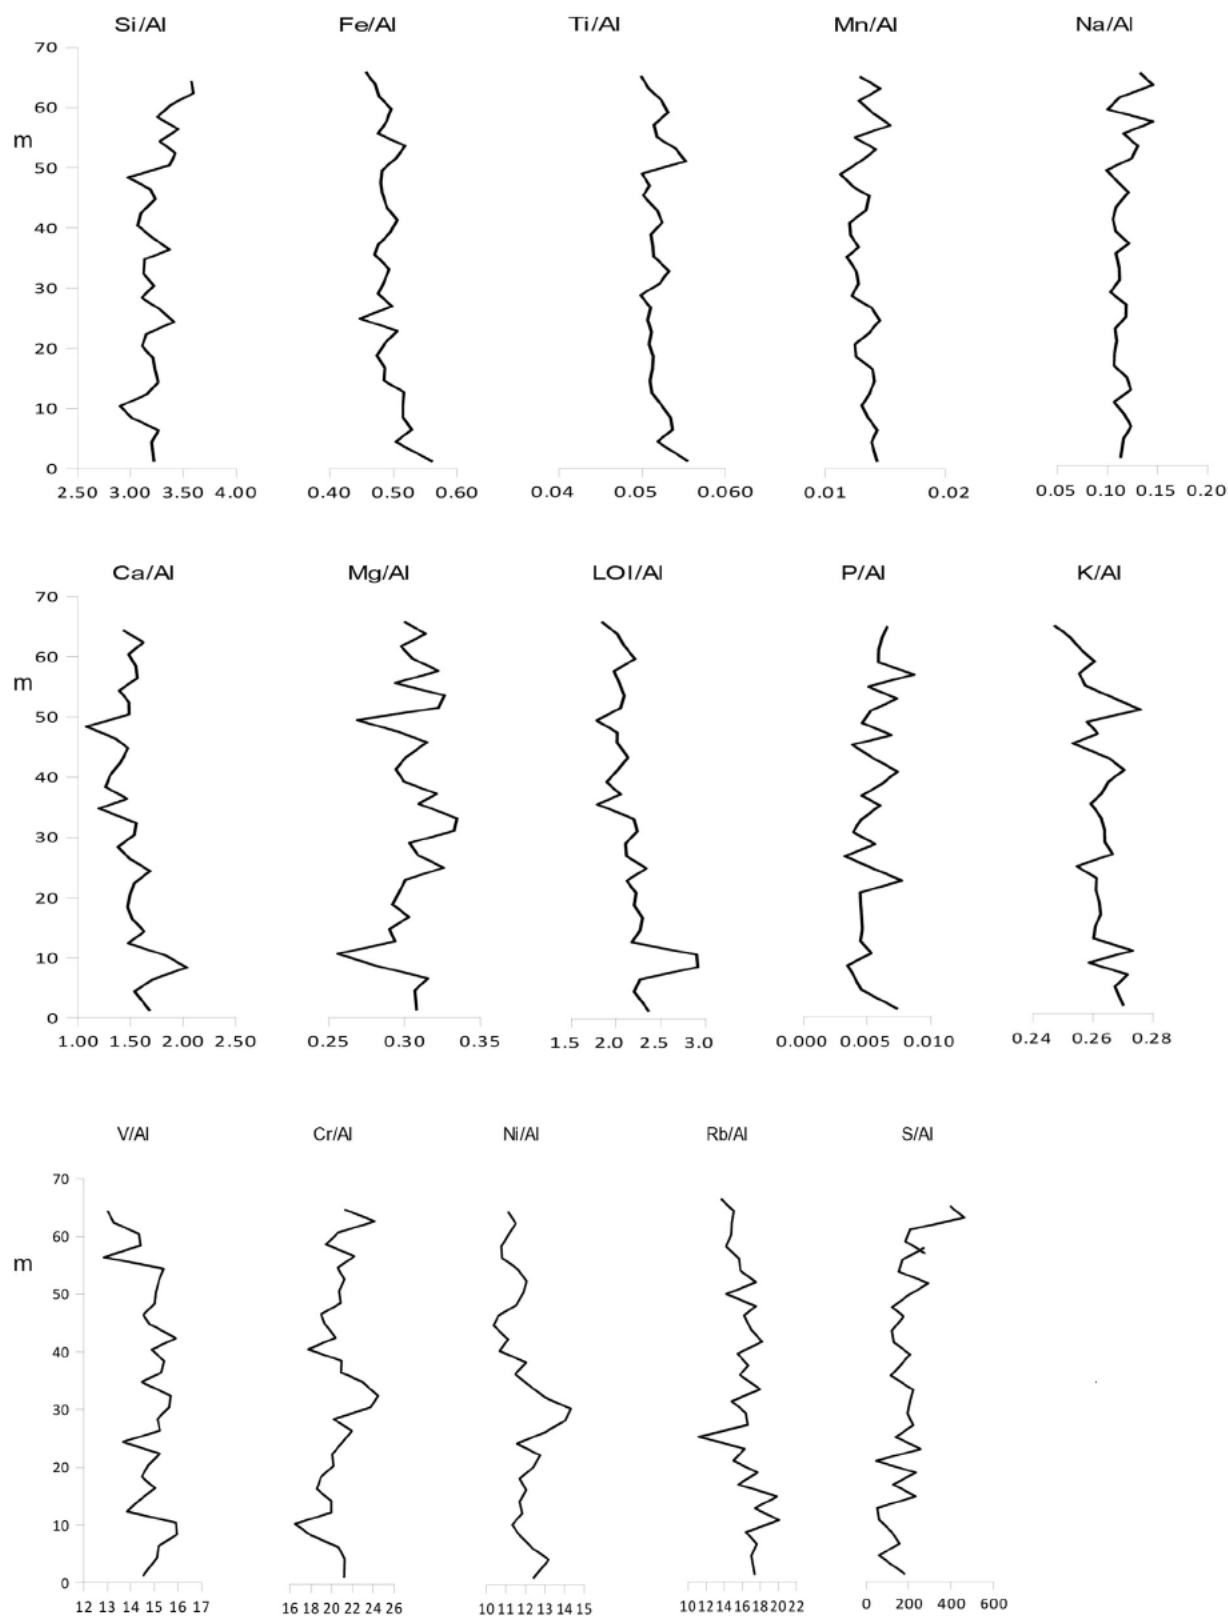 Si/Al Fe/Al Ti/Al Mn/Al Na/Al
70
60
m
50
40
30
20
10
0
2.50 3.00 3.50 4.00 0.40 0.50 0.60 0.04 0.05 0.060 0.01 0.02 0.05 0.10 0.15 0.20
Ca/Al Mg/Al LOI/Al P/Al K/Al
70
60
m
50
40
30
20
10
0
1.00 1.50 2.00 2.50 0.25 0.30 0.35 1.5 2.0 2.5 3.0 0.000 0.005 0.010 0.24 0.26 0.28
V/Al Cr/Al Ni/Al Rb/Al S/Al
70
60
m
50
40
30
20
10
0
12 13 14 15 16 17 16 18 20 22 24 26 10 11 12 13 14 15 10 12 14 16 18 20 22 0 200 400 600